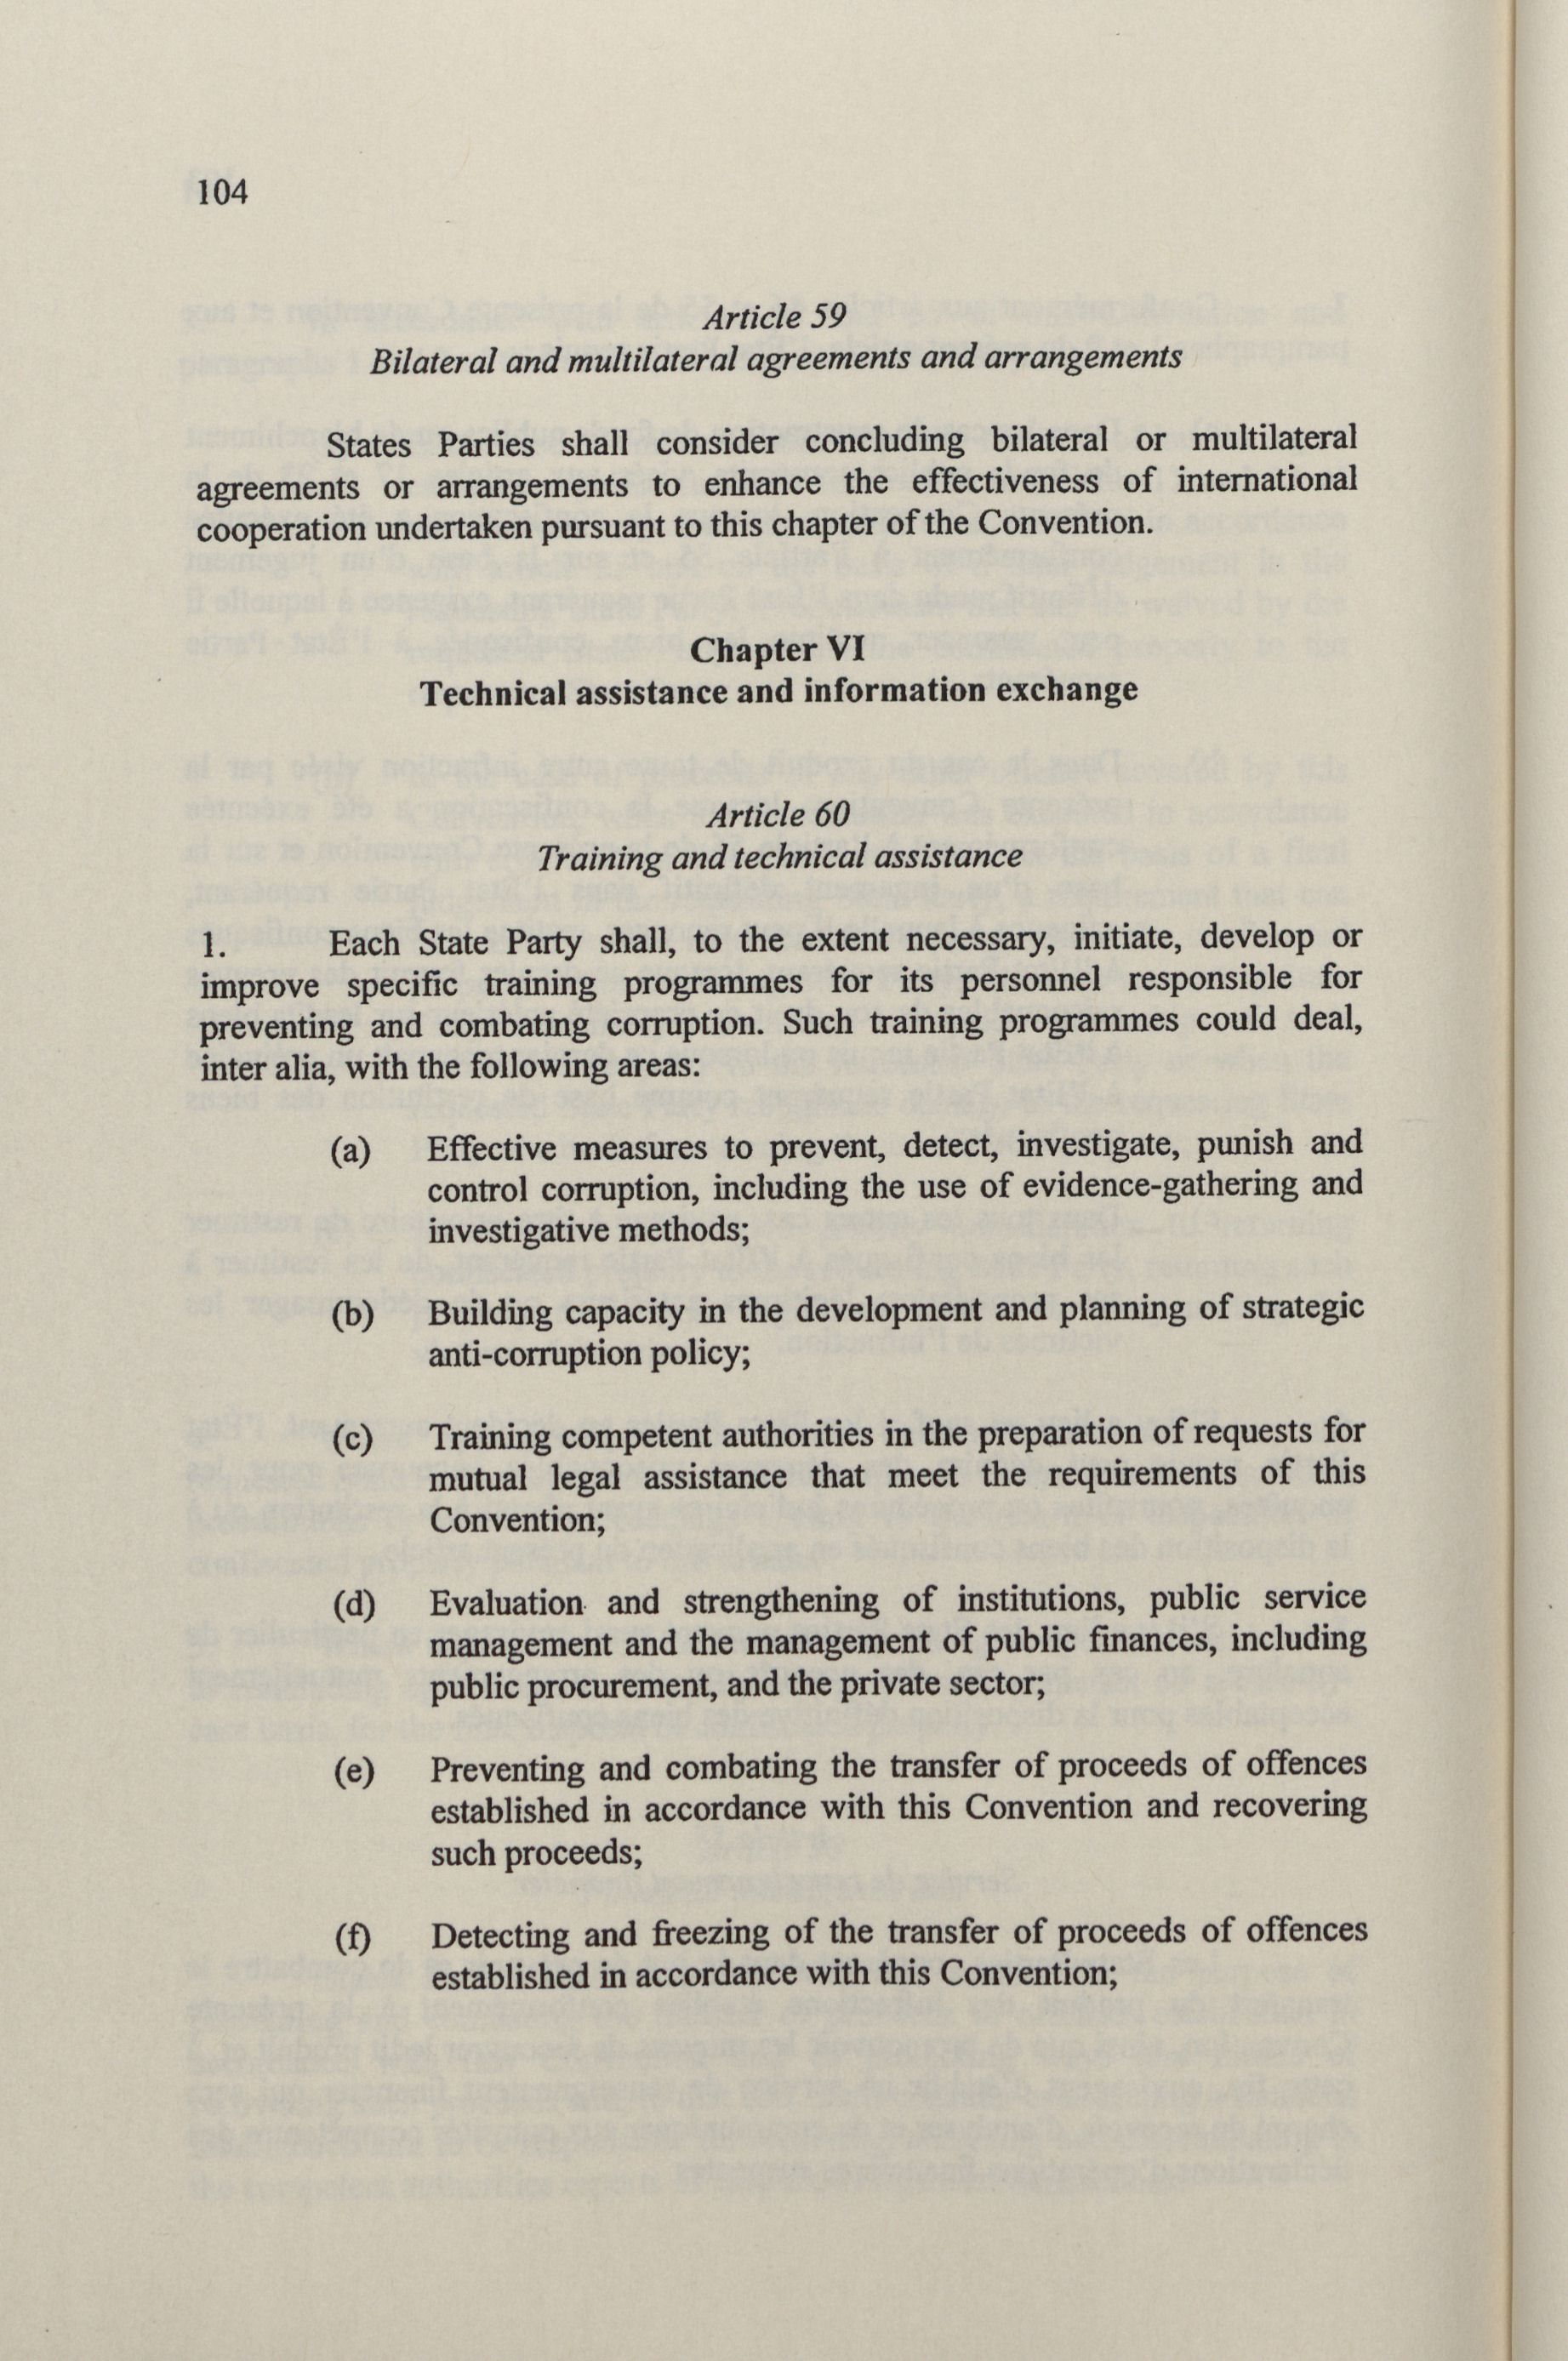 104
Article 59
Bilateral and multilateral agreements and arrangements
States Parties shall consider concluding bilateral or multilateral
agreements or arrangements to enhance the effectiveness of international
cooperation undertaken pursuant to this chapter of the Convention.
Chapter VI
Technical assistance and information exchange
Article 60
Training and technical assistance
1. Each State Party shall, to the extent necessary, initiate, develop or
improve specific training programmes for its personnel responsible for
preventing and combating corruption. Such training programmes could deal,
inter alia, with the following areas:
(a) Effective measures to prevent, detect, investigate, punish and
control corruption, including the use of evidence-gathering and
investigative methods;
(b) Building capacity in the development and planning of strategic
anti-corruption policy;
(c) Training competent authorities in the preparation of requests for
mutual legal assistance that meet the requirements of this
Convention;
(d) Evaluation and strengthening of institutions, public service
management and the management of public finances, including
public procurement, and the private sector;
(e) Preventing and combating the transfer of proceeds of offences
established in accordance with this Convention and recovering
such proceeds;
(f) Detecting and freezing of the transfer of proceeds of offences
established in accordance with this Convention;